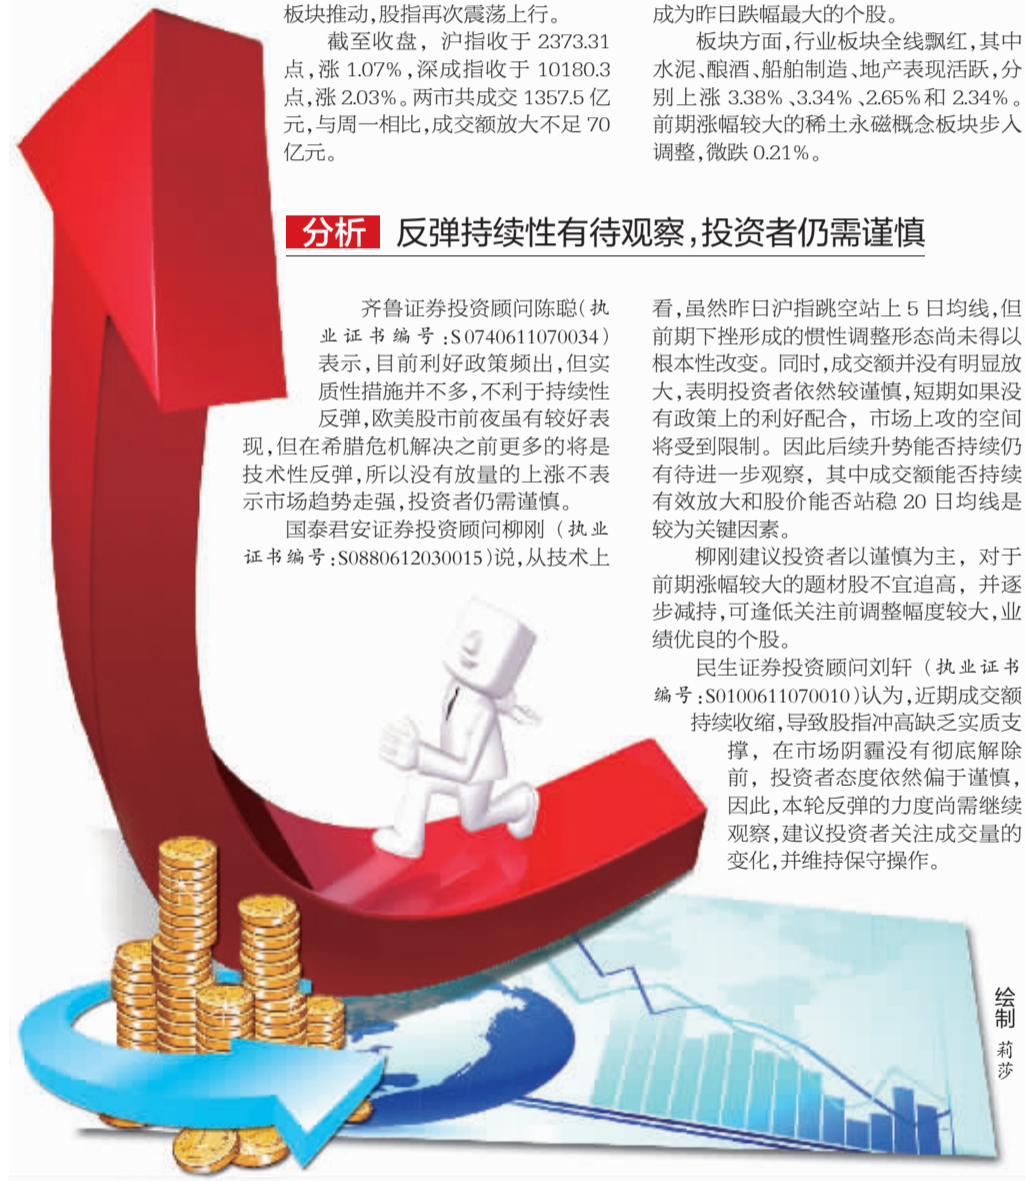 板块推动,股指再次震荡上行。
截至收盘，沪指收于 2373.31
点,涨 1.07%,深成指收于 10180.3
点,涨 2.03%。两市共成交 1357.5 亿
元,与周一相比,成交额放大不足 70
亿元。
成为昨日跌幅最大的个股。
板块方面,行业板块全线飘红,其中
水泥、酿酒、船舶制造、地产表现活跃,分
别上涨 3.38%、3.34%、2.65%和 2.34%。
前期涨幅较大的稀土永磁概念板块步入
调整,微跌 0.21%。
分析 反弹持续性有待观察,投资者仍需谨慎
齐鲁证券投资顾问陈聪(执
业证书编号:S0740611070034)
表示,目前利好政策频出,但实
质性措施并不多,不利于持续性
反弹,欧美股市前夜虽有较好表
现,但在希腊危机解决之前更多的将是
技术性反弹,所以没有放量的上涨不表
示市场趋势走强,投资者仍需谨慎。
国泰君安证券投资顾问柳刚（执业
证书编号:S0880612030015)说,从技术上
看,虽然昨日沪指跳空站上 5 日均线,但
前期下挫形成的惯性调整形态尚未得以
根本性改变。同时,成交额并没有明显放
大,表明投资者依然较谨慎,短期如果没
有政策上的利好配合，市场上攻的空间
将受到限制。因此后续升势能否持续仍
有待进一步观察，其中成交额能否持续
有效放大和股价能否站稳 20 日均线是
较为关键因素。
柳刚建议投资者以谨慎为主，对于
前期涨幅较大的题材股不宜追高，并逐
步减持,可逢低关注前调整幅度较大,业
绩优良的个股。
民生证券投资顾问刘轩（执业证书
编号:S0100611070010)认为,近期成交额
持续收缩,导致股指冲高缺乏实质支
撑，在市场阴霾没有彻底解除
前，投资者态度依然偏于谨慎,
因此,本轮反弹的力度尚需继续
观察,建议投资者关注成交量的
变化,并维持保守操作。
绘制 莉莎